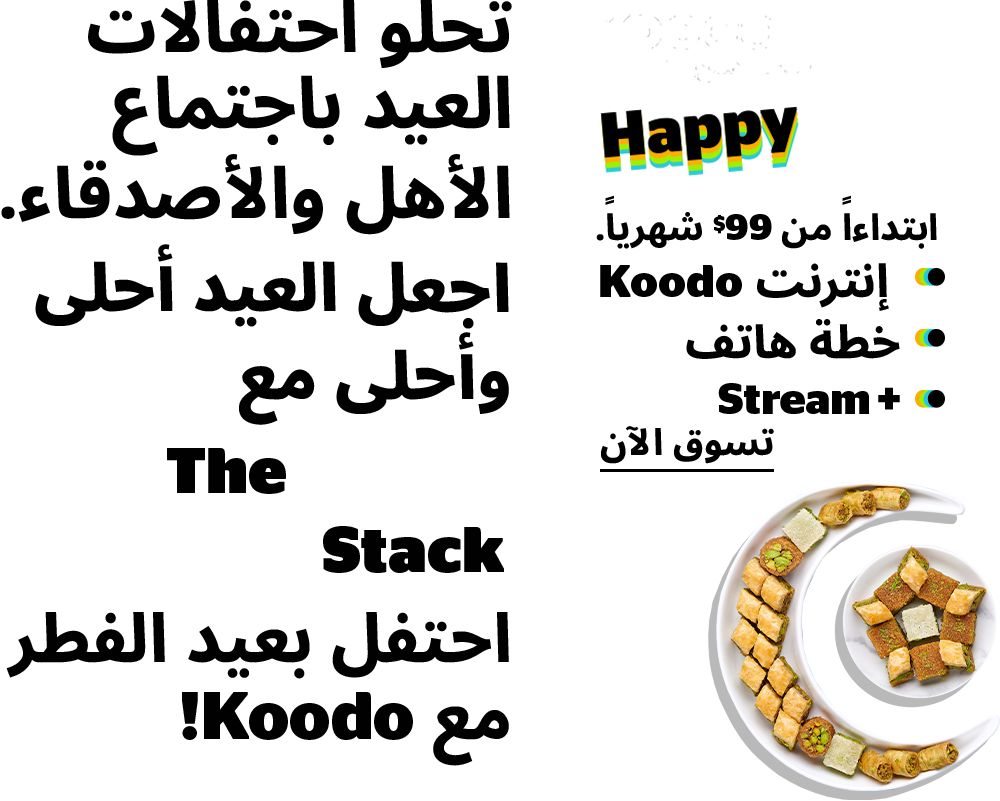 تحلو احتفالات
العيد باجتماع
الأهل والأصدقاء.
اجعل العيد أحلى
وأحلى مع
The
Stack
احتفل بعيد الفطر
مع Koodo!
Happy
ابتداءاً من 99$ شهرياً.
إنترنت Koodo
خطة هاتف
Stream+
تسوق الآن